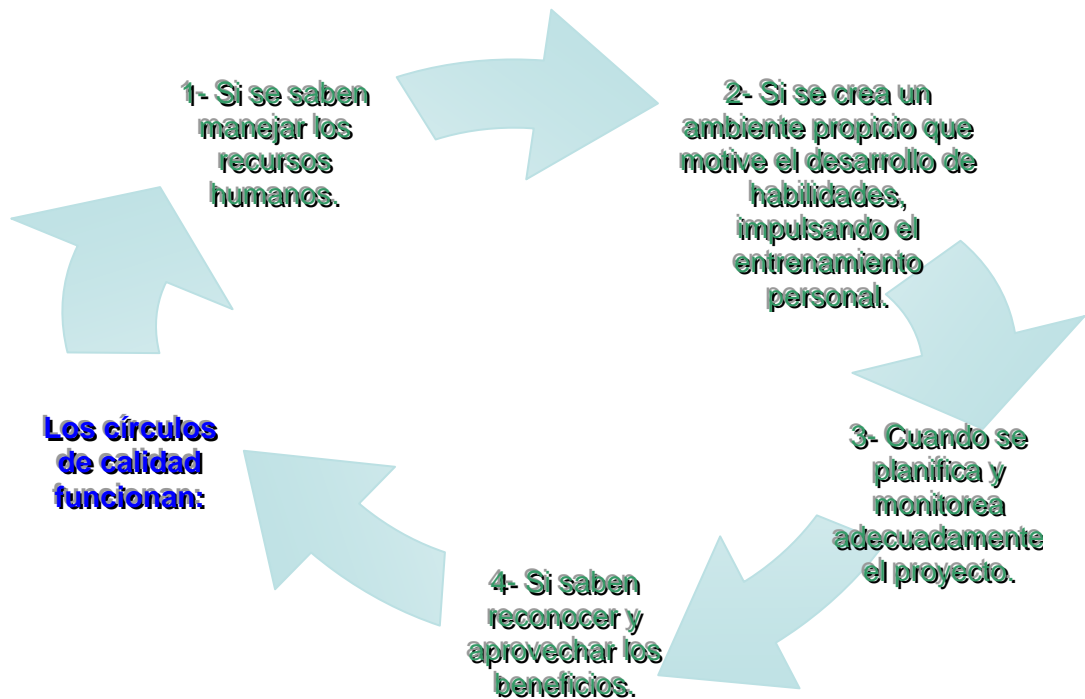 Los círculos
de calidad
funcionan:
1- Si se saben
manejar los
recursos
humanos.
2- Si se crea un
ambiente propicio que
motive el desarrollo de
habilidades,
impulsando el
entrenamiento
personal.
3- Cuando se
planifica y
monitorea
adecuadamente
el proyecto.
4- Si saben
reconocer y
aprovechar los
beneficios.